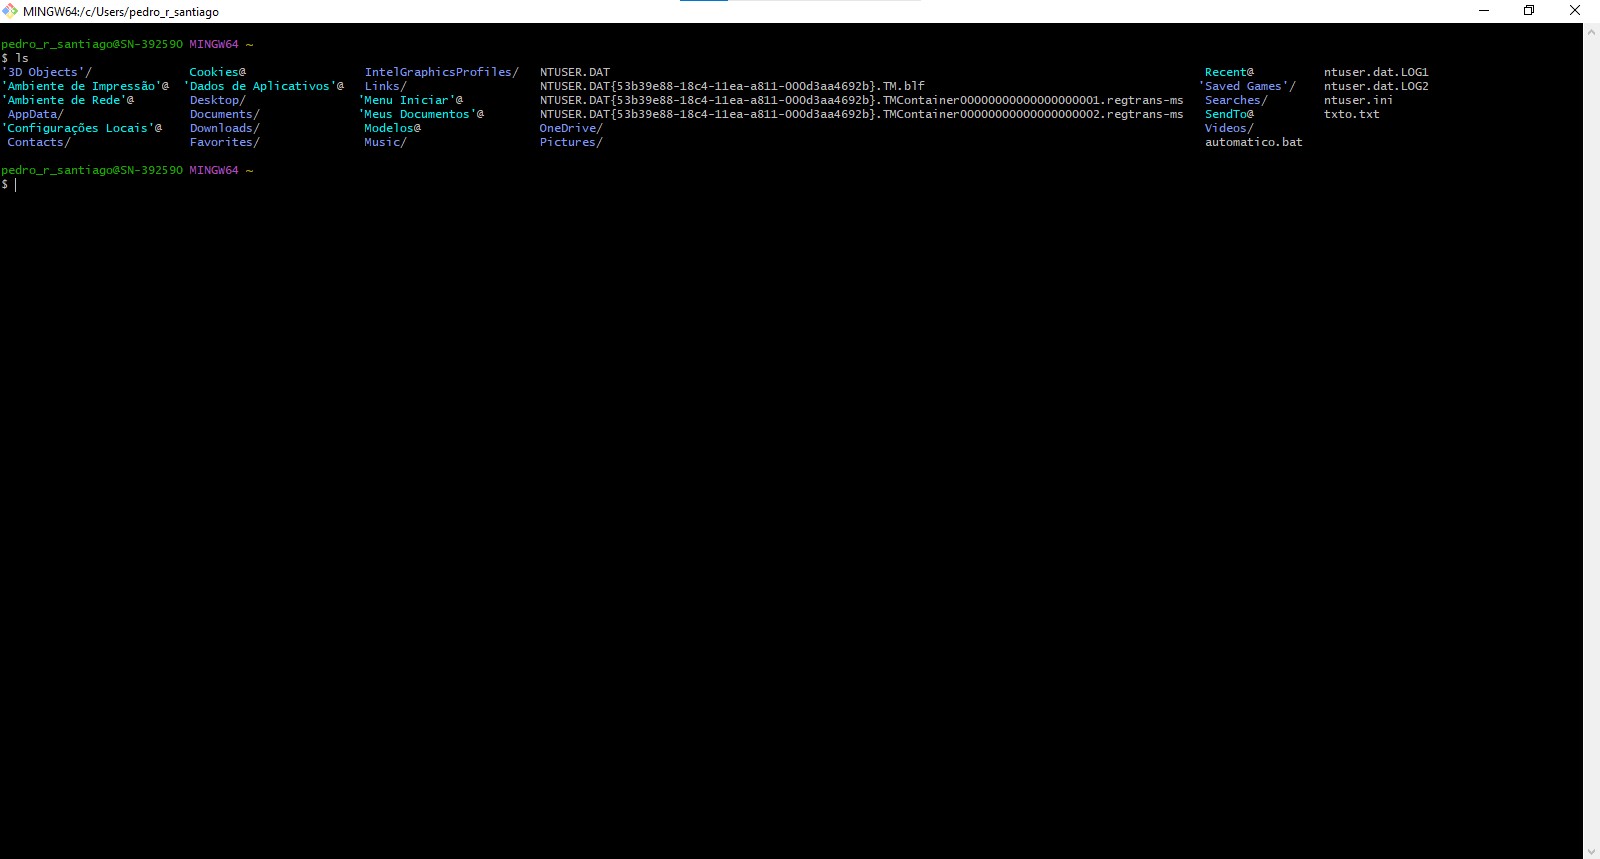 MINGW64:/c/Users/pedro_r_santiago
pedro_r_santiago@SN-392590 MINGW64 ~
$ ls
'3D Objects'/ Cookies@ IntelGraphicsProfiles/ NTUSER.DAT Recent@ ntuser.dat.LOG1
'Ambiente de Impressão'@ 'Dados de Aplicativos'@ Links/ NTUSER.DAT{53b39e88-18c4-11ea-a811-000d3aa4692b}.TM.blf 'Saved Games'/ ntuser.dat.LOG2
'Ambiente de Rede'@ Desktop/ 'Menu Iniciar'@ NTUSER.DAT{53b39e88-18c4-11ea-a811-000d3aa4692b}.TMContainer00000000000000000001.regtrans-ms Searches/ ntuser.ini
AppData/ Documents/ 'Meus Documentos'@ NTUSER.DAT{53b39e88-18c4-11ea-a811-000d3aa4692b}.TMContainer00000000000000000002.regtrans-ms SendTo@ txto.txt
'Configurações Locais'@ Downloads/ Modelos@ OneDrive/ Videos/
Contacts/ Favorites/ Music/ Pictures/ automatico.bat
pedro_r_santiago@SN-392590 MINGW64 ~
$